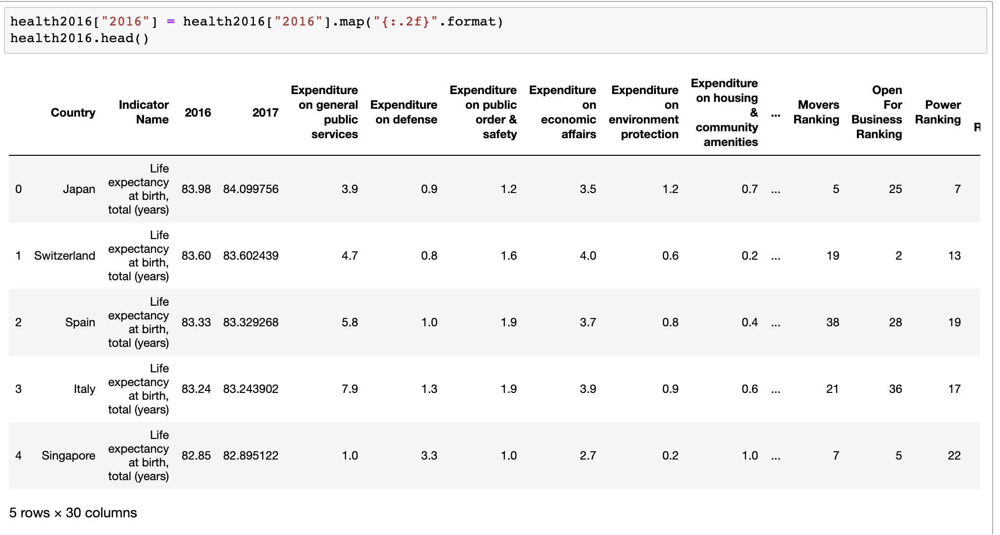 health2016["2016"] = health2016["2016"].map("{:.2f}".format)
health2016.head()
Country Indicator Name 2016 2017 Expenditure on general public services Expenditure on defense Expenditure on public order & safety Expenditure on economic affairs Expenditure on environment protection Expenditure on housing & community amenities ... Movers Ranking Open For Business Ranking Power Ranking R
0 Japan Life expectancy at birth, total (years) 83.98 84.099756 3.9 0.9 1.2 3.5 1.2 0.7 ... 5 25 7
1 Switzerland Life expectancy at birth, total (years) 83.60 83.602439 4.7 0.8 1.6 4.0 0.6 0.2 ... 19 2 13
2 Spain Life expectancy at birth, total (years) 83.33 83.329268 5.8 1.0 1.9 3.7 0.8 0.4 ... 38 28 19
3 Italy Life expectancy at birth, total (years) 83.24 83.243902 7.9 1.3 1.9 3.9 0.9 0.6 ... 21 36 17
4 Singapore Life expectancy at birth, total (years) 82.85 82.895122 1.0 3.3 1.0 2.7 0.2 1.0 ... 7 5 22
5 rows × 30 columns